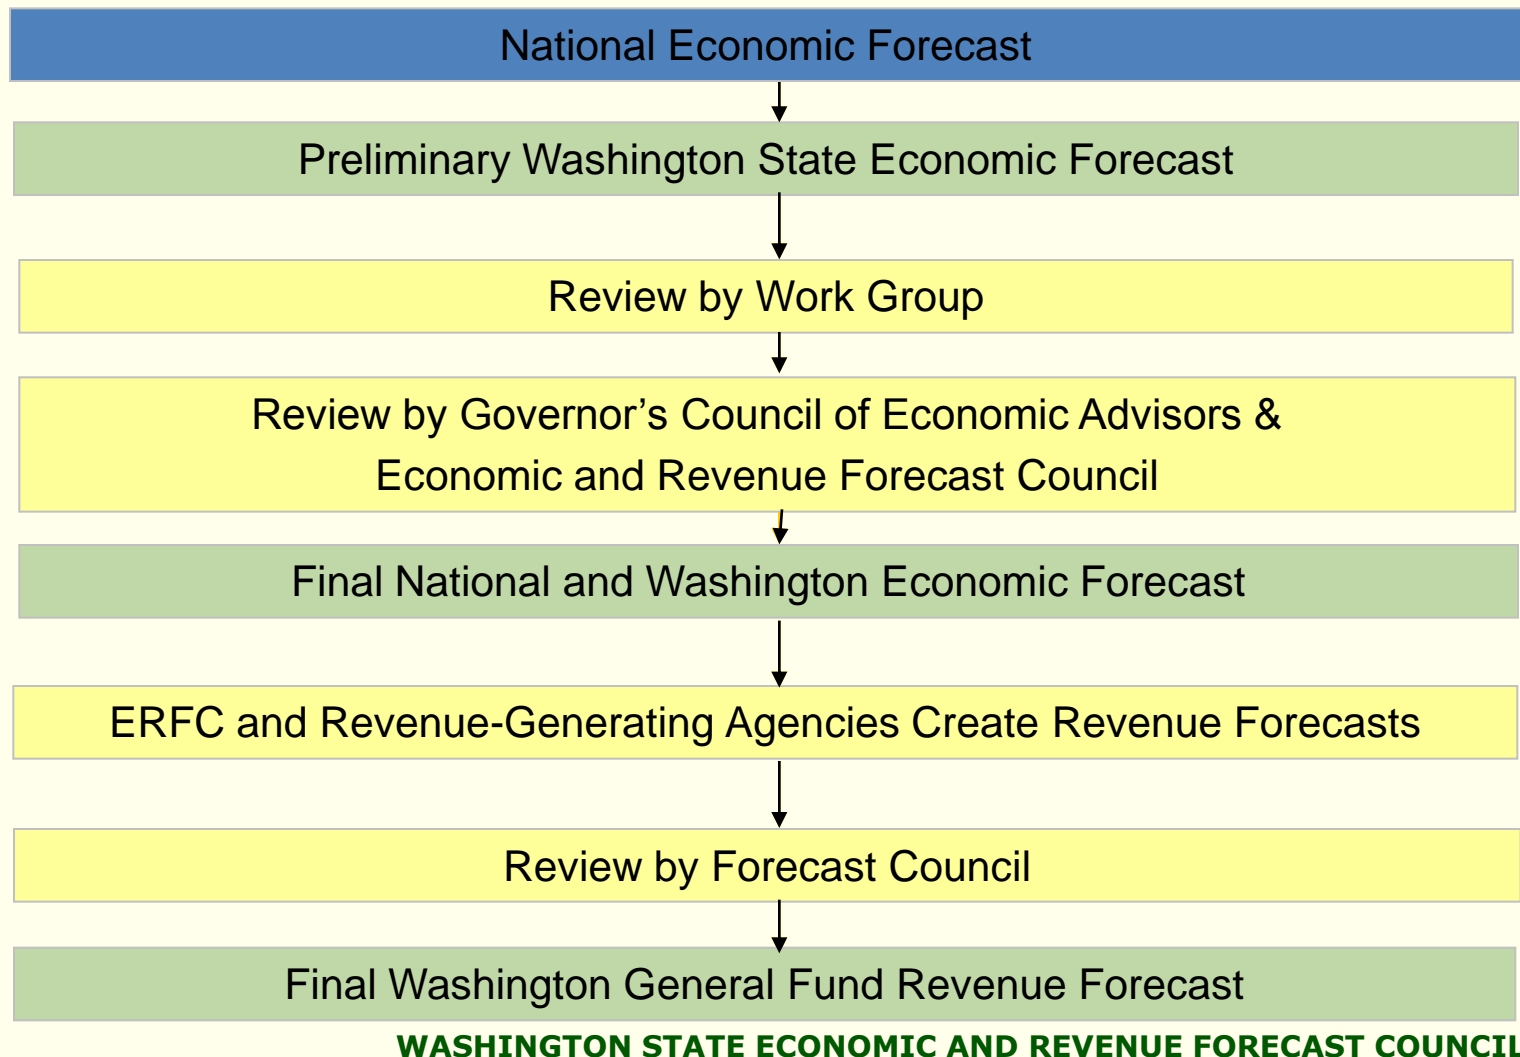 National Economic Forecast
Preliminary Washington State Economic Forecast
Review by Work Group
Review by Governor’s Council of Economic Advisors &
Economic and Revenue Forecast Council
Final National and Washington Economic Forecast
ERFC and Revenue-Generating Agencies Create Revenue Forecasts
Review by Forecast Council
Final Washington General Fund Revenue Forecast
WASHINGTON STATE ECONOMIC AND REVENUE FORECAST COUNCIL